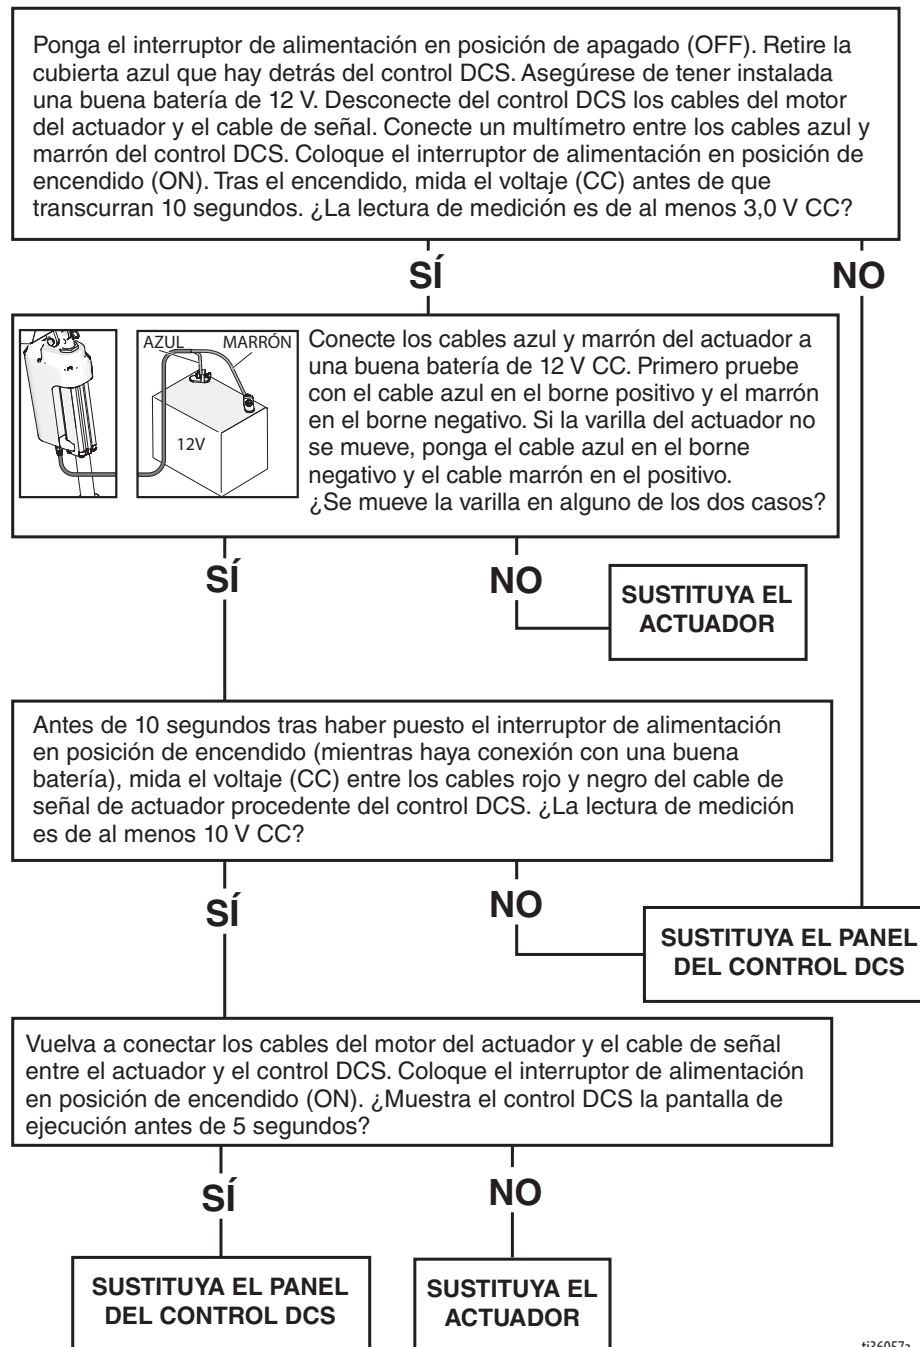 Ponga el interruptor de alimentación en posición de apagado (OFF). Retire la
cubierta azul que hay detrás del control DCS. Asegúrese de tener instalada
una buena batería de 12 V. Desconecte del control DCS los cables del motor
del actuador y el cable de señal. Conecte un multímetro entre los cables azul y
marrón del control DCS. Coloque el interruptor de alimentación en posición de
encendido (ON). Tras el encendido, mida el voltaje (CC) antes de que
transcurran 10 segundos. ¿La lectura de medición es de al menos 3,0 V CC?
SÍ
NO
AZUL
MARRÓN
12V
Conecte los cables azul y marrón del actuador a
una buena batería de 12 V CC. Primero pruebe
con el cable azul en el borne positivo y el marrón
en el borne negativo. Si la varilla del actuador no
se mueve, ponga el cable azul en el borne
negativo y el cable marrón en el positivo.
¿Se mueve la varilla en alguno de los dos casos?
SÍ
NO
SUSTITUYA EL
ACTUADOR
Antes de 10 segundos tras haber puesto el interruptor de alimentación
en posición de encendido (mientras haya conexión con una buena
batería), mida el voltaje (CC) entre los cables rojo y negro del cable de
señal de actuador procedente del control DCS. ¿La lectura de medición
es de al menos 10 V CC?
SÍ
NO
SUSTITUYA EL PANEL
DEL CONTROL DCS
Vuelva a conectar los cables del motor del actuador y el cable de señal
entre el actuador y el control DCS. Coloque el interruptor de alimentación
en posición de encendido (ON). ¿Muestra el control DCS la pantalla de
ejecución antes de 5 segundos?
SÍ
NO
SUSTITUYA EL PANEL
DEL CONTROL DCS
SUSTITUYA EL
ACTUADOR